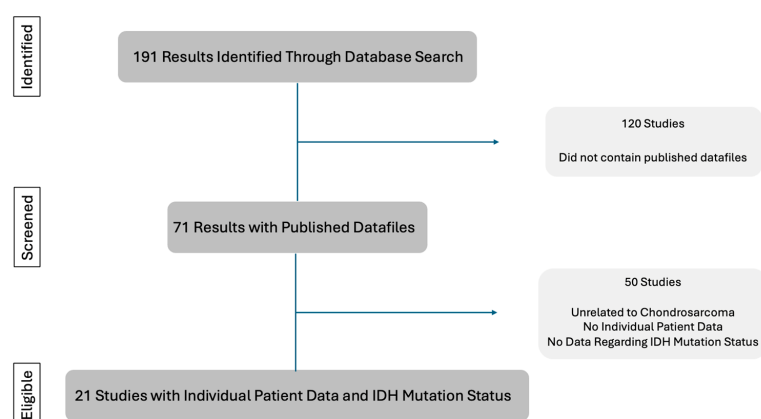 Identified
191 Results Identified Through Database Search
120 Studies
Did not contain published datafiles
Screened
71 Results with Published Datafiles
50 Studies
Unrelated to Chondrosarcoma
No Individual Patient Data
No Data Regarding IDH Mutation Status
Eligible
21 Studies with Individual Patient Data and IDH Mutation Status